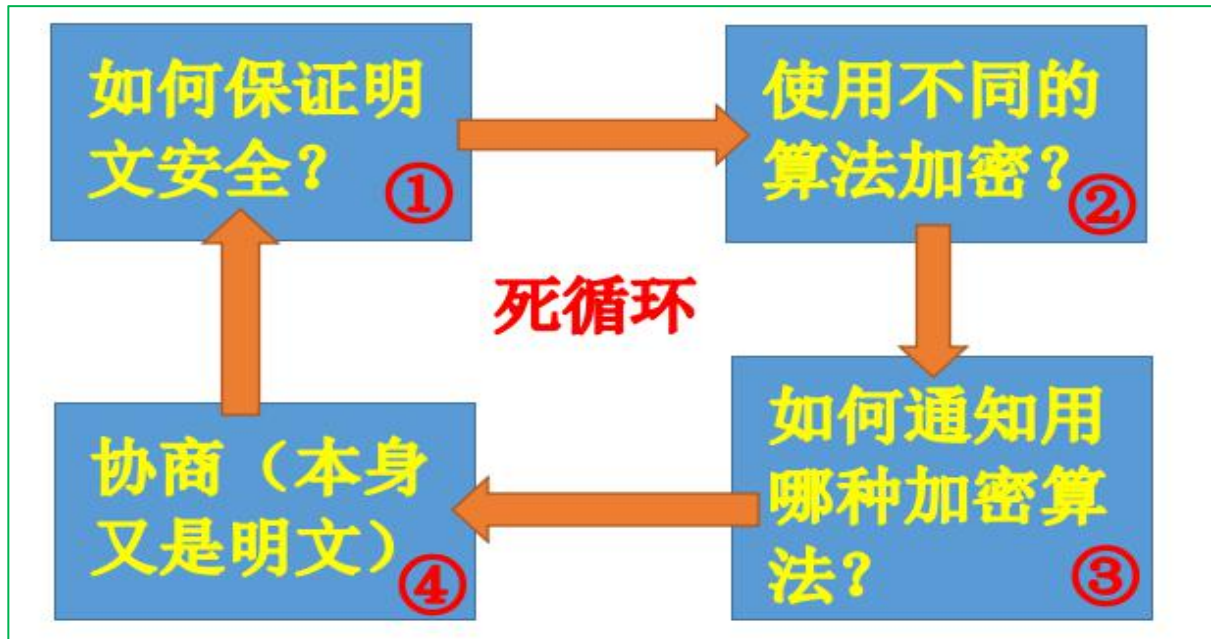 如何保证明
文安全？
①
使用不同的
算法加密？
②
死循环
如何通知用
哪种加密算
法？
③
协商（本身
又是明文）
④